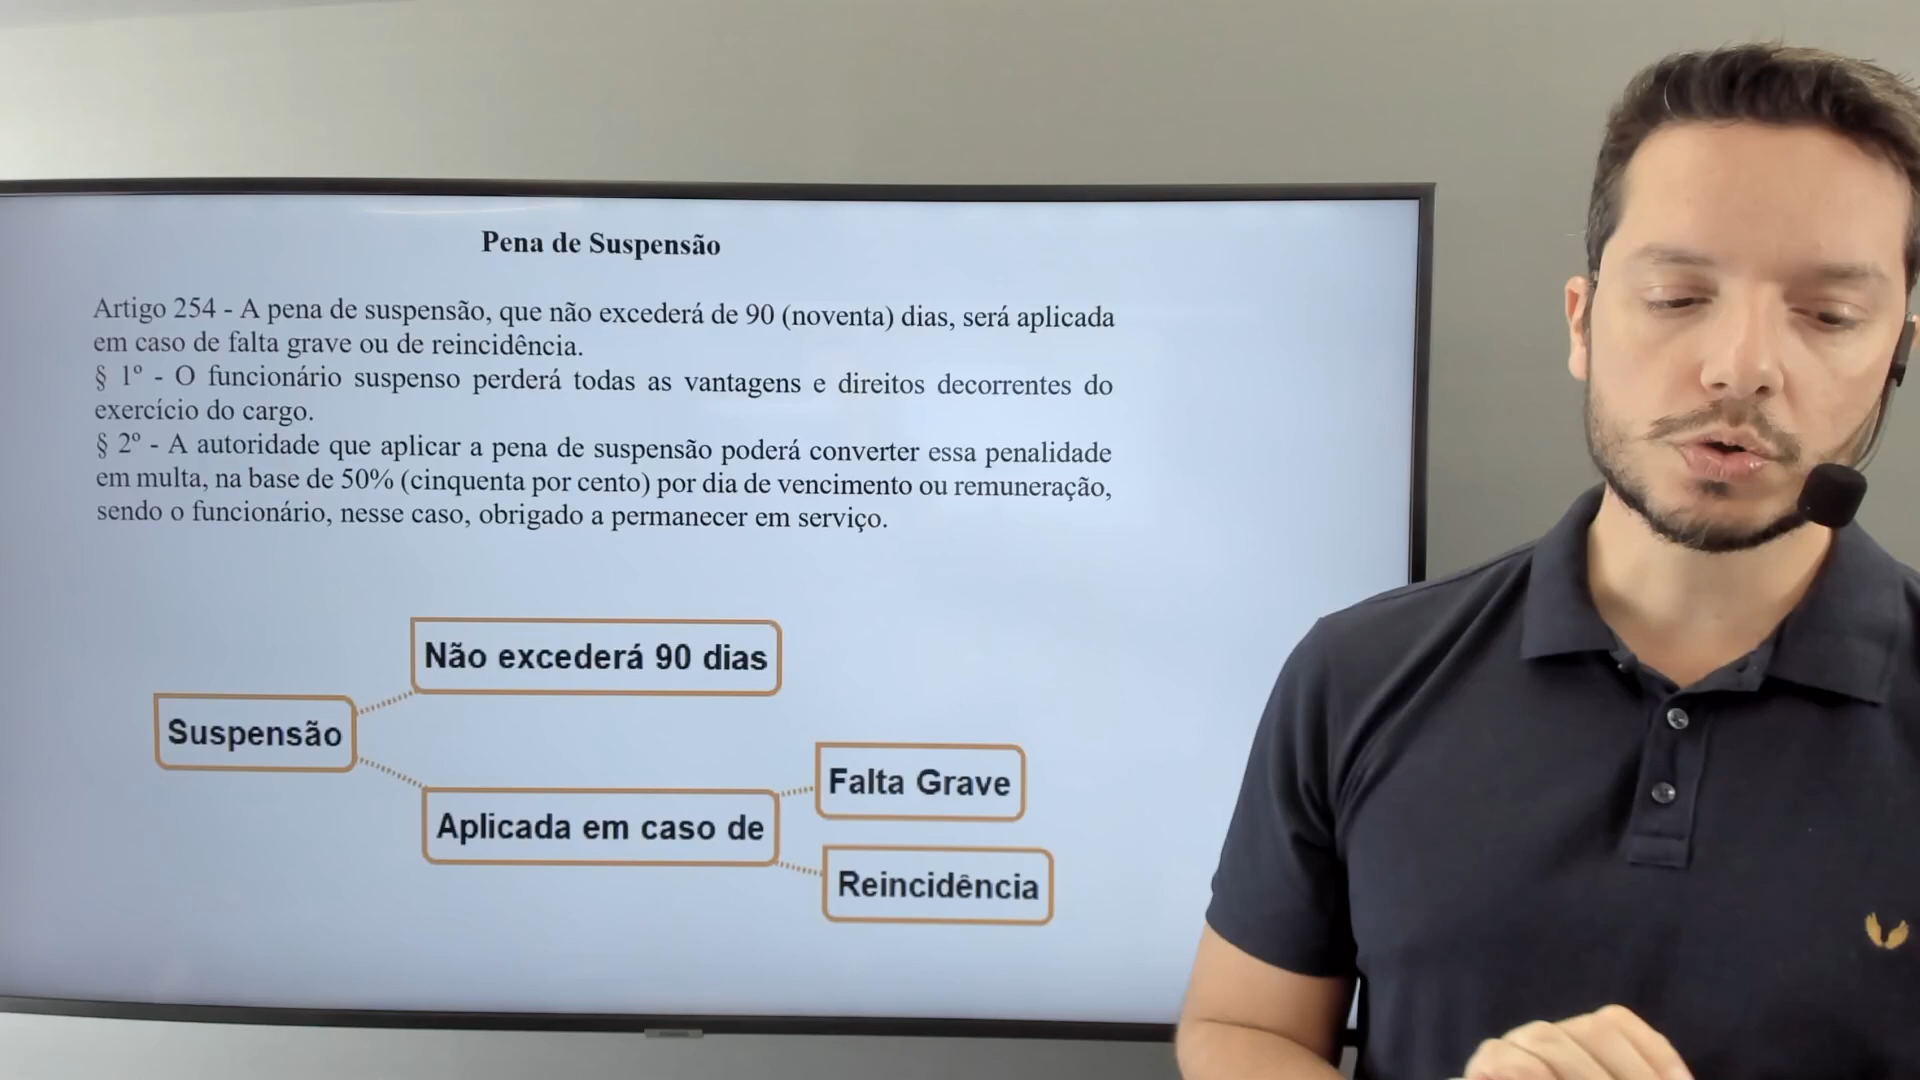 Pena de Suspensão
Artigo 254 - A pena de suspensão, que não excederá de 90 (noventa) dias, será aplicada
em caso de falta grave ou de reincidência.
§ 1º - O funcionário suspenso perderá todas as vantagens e direitos decorrentes do
exercício do cargo.
§ 2º - A autoridade que aplicar a pena de suspensão poderá converter essa penalidade
em multa, na base de 50% (cinquenta por cento) por dia de vencimento ou remuneração,
sendo o funcionário, nesse caso, obrigado a permanecer em serviço.
Não excederá 90 dias
Suspensão
Aplicada em caso de
Falta Grave
Reincidência